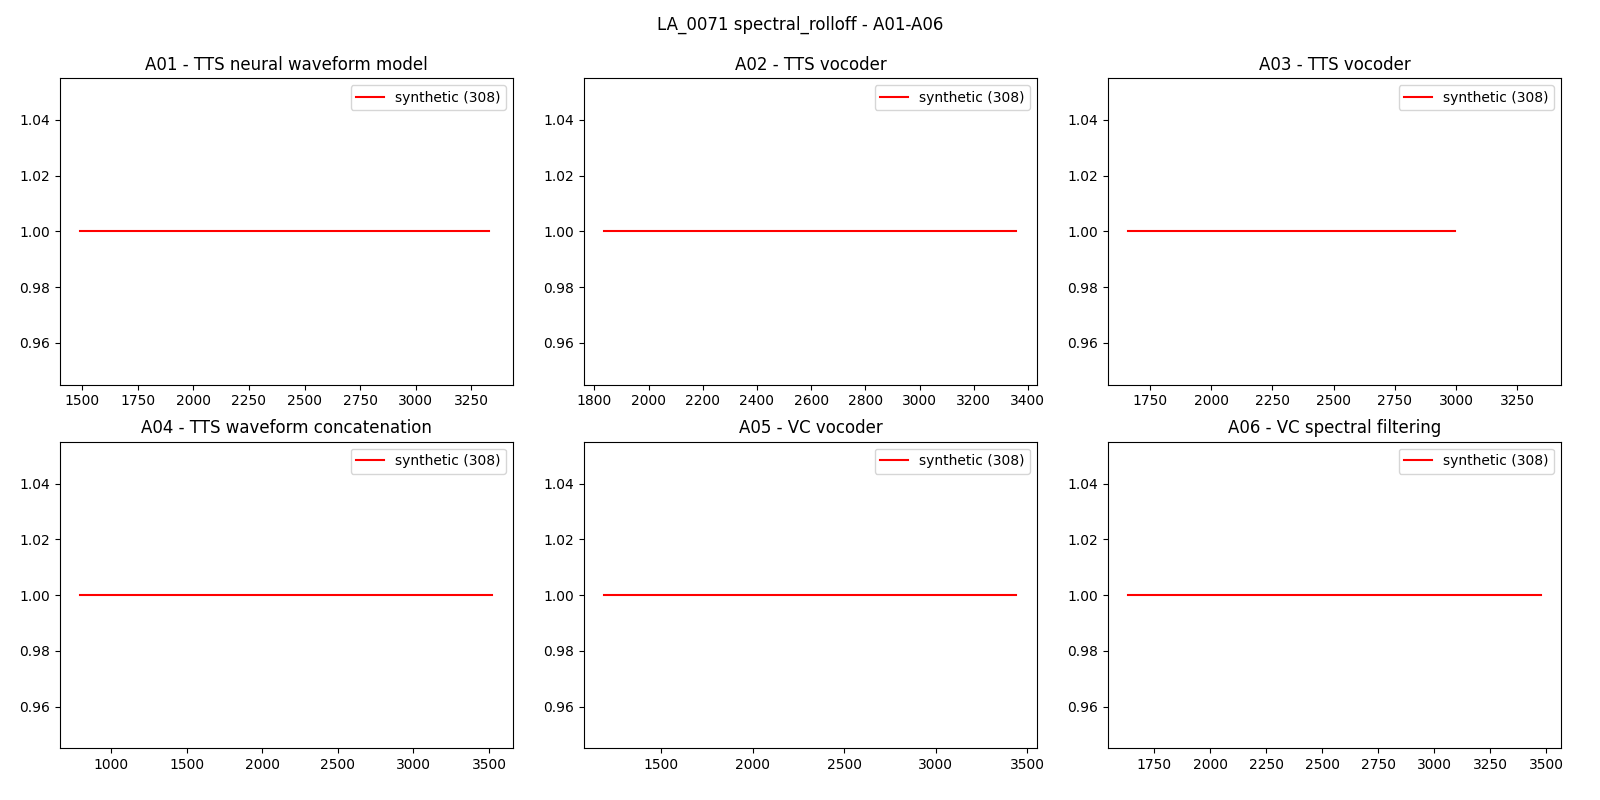 LA_0071 spectral_rolloff - A01-A06
A01 - TTS neural waveform model
synthetic (308)
1.04
1.02
1.00
0.98
0.96
1500 1750 2000 2250 2500 2750 3000 3250
A02 - TTS vocoder
synthetic (308)
1.04
1.02
1.00
0.98
0.96
1800 2000 2200 2400 2600 2800 3000 3200 3400
A03 - TTS vocoder
synthetic (308)
1.04
1.02
1.00
0.98
0.96
1750 2000 2250 2500 2750 3000 3250
A04 - TTS waveform concatenation
synthetic (308)
1.04
1.02
1.00
0.98
0.96
1000 1500 2000 2500 3000 3500
A05 - VC vocoder
synthetic (308)
1.04
1.02
1.00
0.98
0.96
1500 2000 2500 3000 3500
A06 - VC spectral filtering
synthetic (308)
1.04
1.02
1.00
0.98
0.96
1750 2000 2250 2500 2750 3000 3250 3500